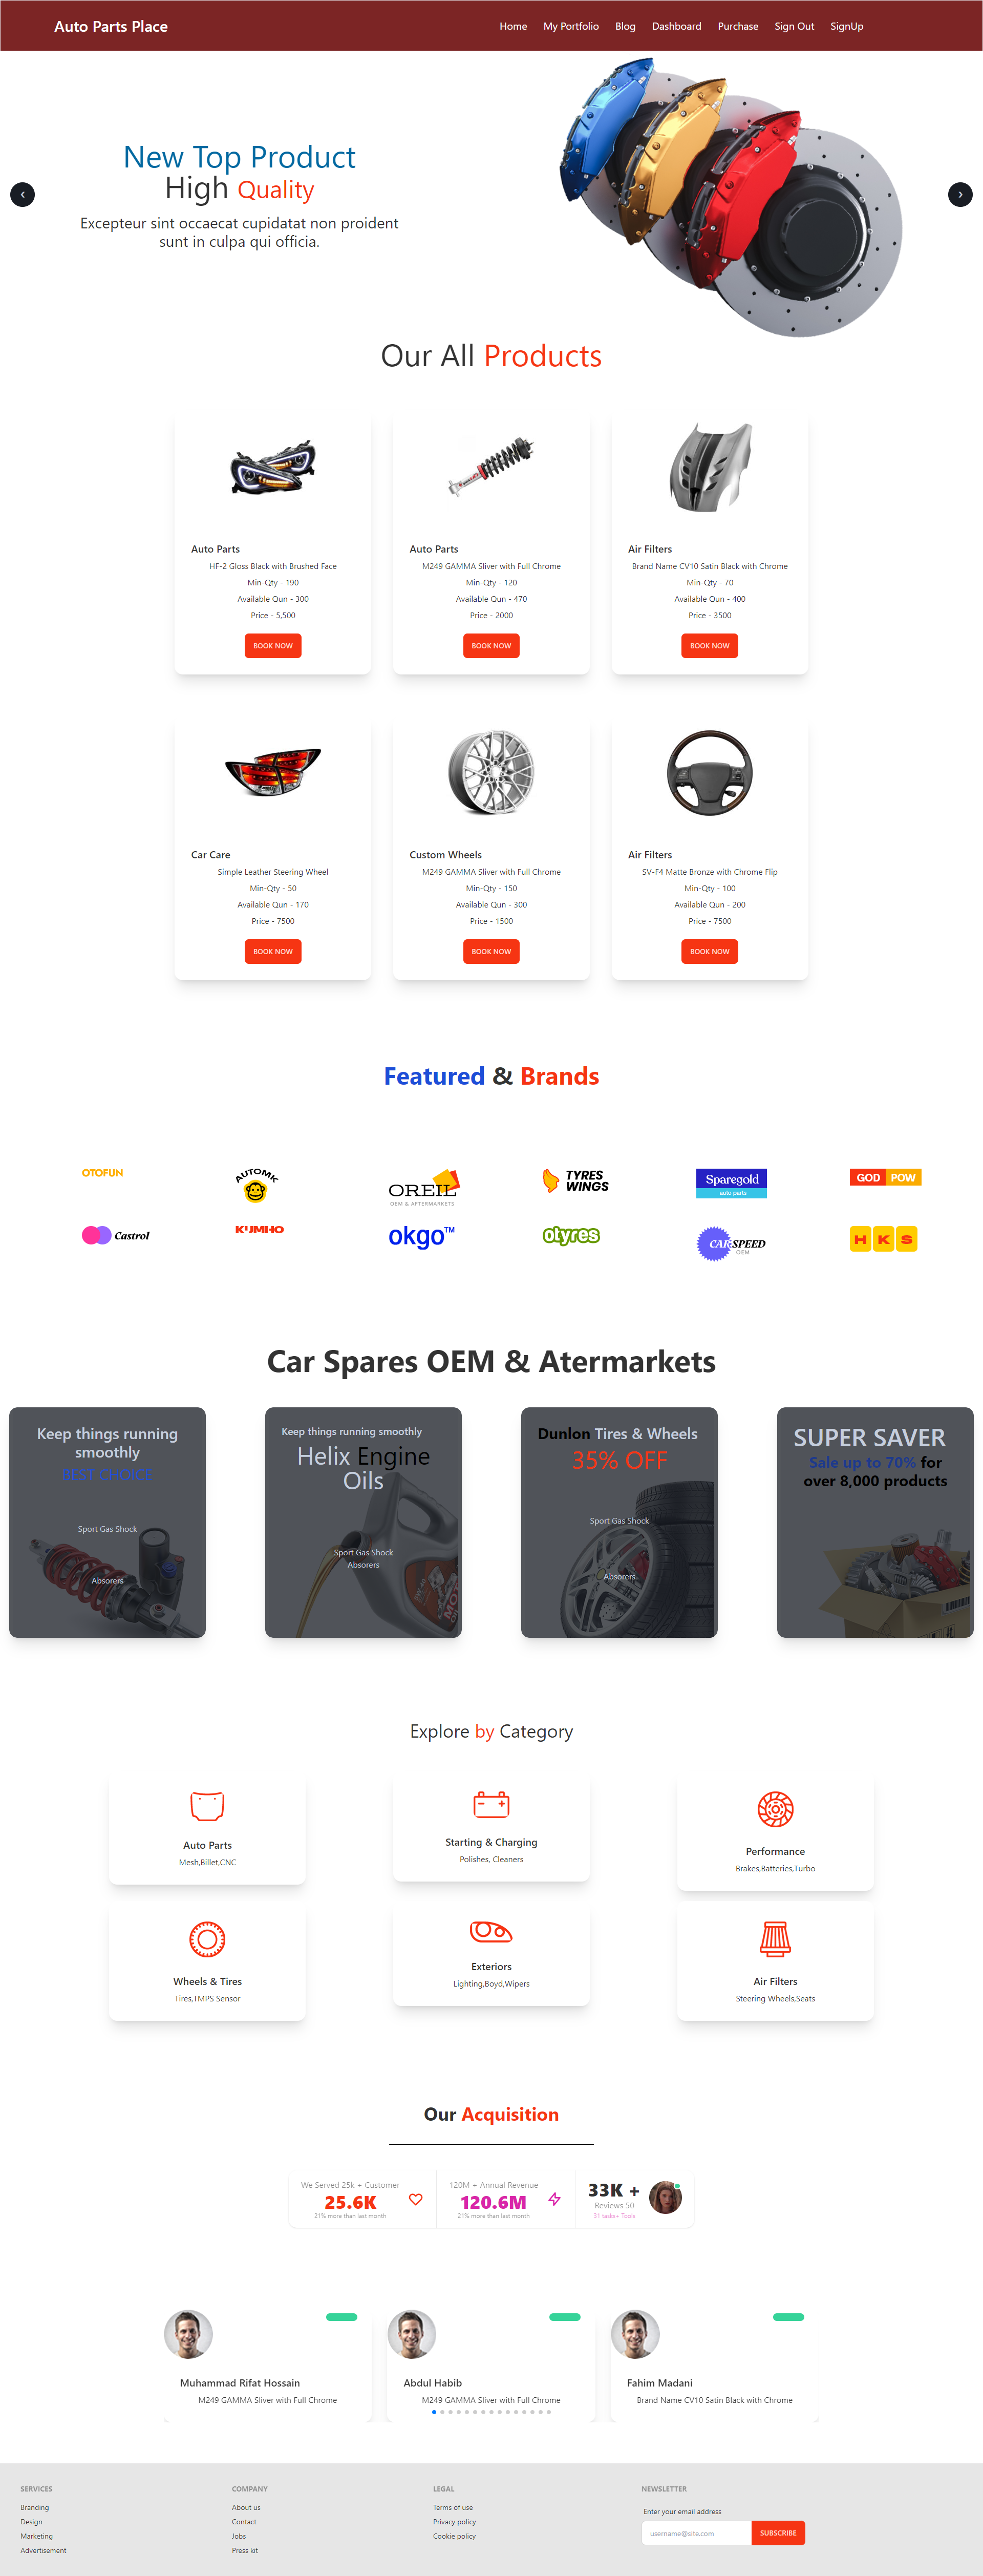 Auto Parts Place
Home My Portfolio Blog Dashboard Purchase Sign Out SignUp
New Top Product
High Quality
Excepteur sint occaecat cupidatat non proident
sunt in culpa qui officia.
‹
›
Our All Products
Auto Parts
HF-2 Gloss Black with Brushed Face
Min-Qty - 190
Available Qun - 300
Price - 5,500
BOOK NOW
Auto Parts
M249 GAMMA Sliver with Full Chrome
Min-Qty - 120
Available Qun - 470
Price - 2000
BOOK NOW
Air Filters
Brand Name CV10 Satin Black with Chrome
Min-Qty - 70
Available Qun - 400
Price - 3500
BOOK NOW
Car Care
Simple Leather Steering Wheel
Min-Qty - 50
Available Qun - 170
Price - 7500
BOOK NOW
Custom Wheels
M249 GAMMA Sliver with Full Chrome
Min-Qty - 150
Available Qun - 300
Price - 1500
BOOK NOW
Air Filters
SV-F4 Matte Bronze with Chrome Flip
Min-Qty - 100
Available Qun - 200
Price - 7500
BOOK NOW
Featured & Brands
OTOFUN
AUTOMK
OREIL
OEM & AFTERMARKETS
TYRES
WINGS
Sparegold
auto parts
GOD POW
Castrol
KUMHO
okgo™
otyres
CARSPEED
OEM
HKS
Car Spares OEM & Atermarkets
Keep things running
smoothly
BEST CHOICE
Sport Gas Shock
Absorers
Keep things running smoothly
Helix Engine
Oils
Sport Gas Shock
Absorers
Dunlon Tires & Wheels
35% OFF
Sport Gas Shock
Absorers
SUPER SAVER
Sale up to 70% for
over 8,000 products
Explore by Category
Auto Parts
Mesh,Billet,CNC
Starting & Charging
Polishes, Cleaners
Performance
Brakes,Batteries,Turbo
Wheels & Tires
Tires,TMPS Sensor
Exteriors
Lighting,Boyd,Wipers
Air Filters
Steering Wheels,Seats
Our Acquisition
We Served 25k + Customer
25.6K
21% more than last month
120M + Annual Revenue
120.6M
21% more than last month
33K +
Reviews 50
31 tasks+ Tools
Muhammad Rifat Hossain
M249 GAMMA Sliver with Full Chrome
Abdul Habib
M249 GAMMA Sliver with Full Chrome
Fahim Madani
Brand Name CV10 Satin Black with Chrome
SERVICES
Branding
Design
Marketing
Advertisement
COMPANY
About us
Contact
Jobs
Press kit
LEGAL
Terms of use
Privacy policy
Cookie policy
NEWSLETTER
Enter your email address
username@site.com
SUBSCRIBE